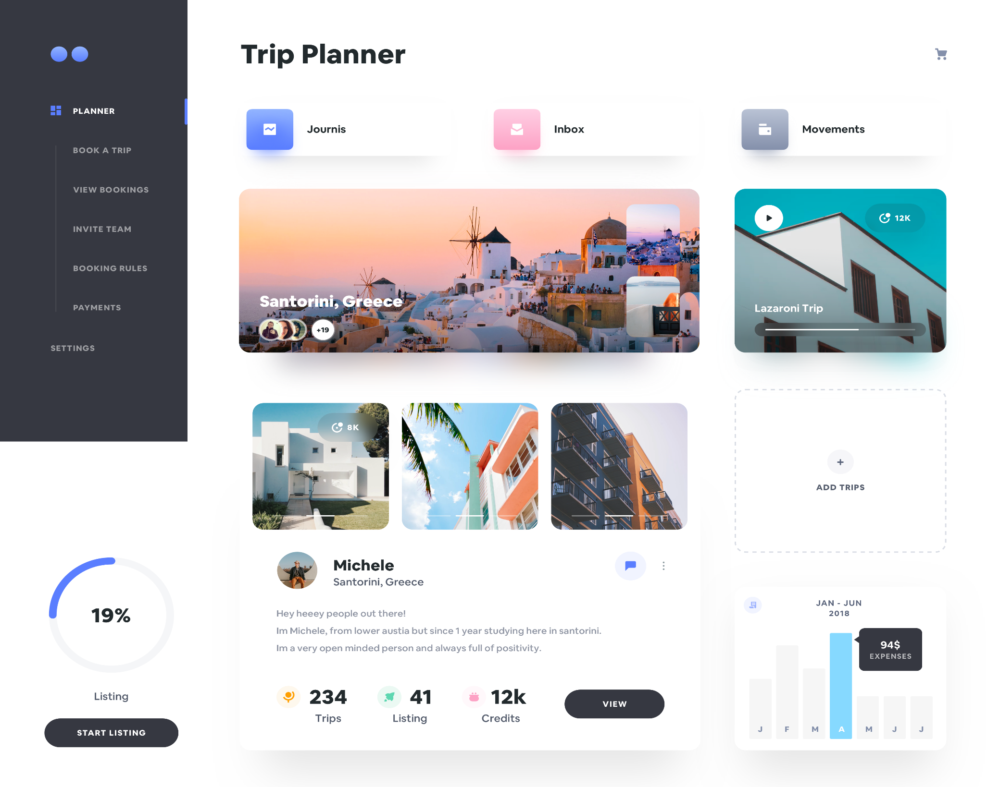 Trip Planner
PLANNER
BOOK A TRIP
VIEW BOOKINGS
INVITE TEAM
BOOKING RULES
PAYMENTS
SETTINGS
19%
Listing
START LISTING
Journis
Inbox
Movements
Santorini, Greece
+19
12K
Lazaroni Trip
8K
ADD TRIPS
Michele
Santorini, Greece
Hey heeey people out there!
Im Michele, from lower austia but since 1 year studying here in santorini.
Im a very open minded person and always full of positivity.
234
Trips
41
Listing
12k
Credits
VIEW
JAN - JUN
2018
94$
EXPENSES
J F M A M J J